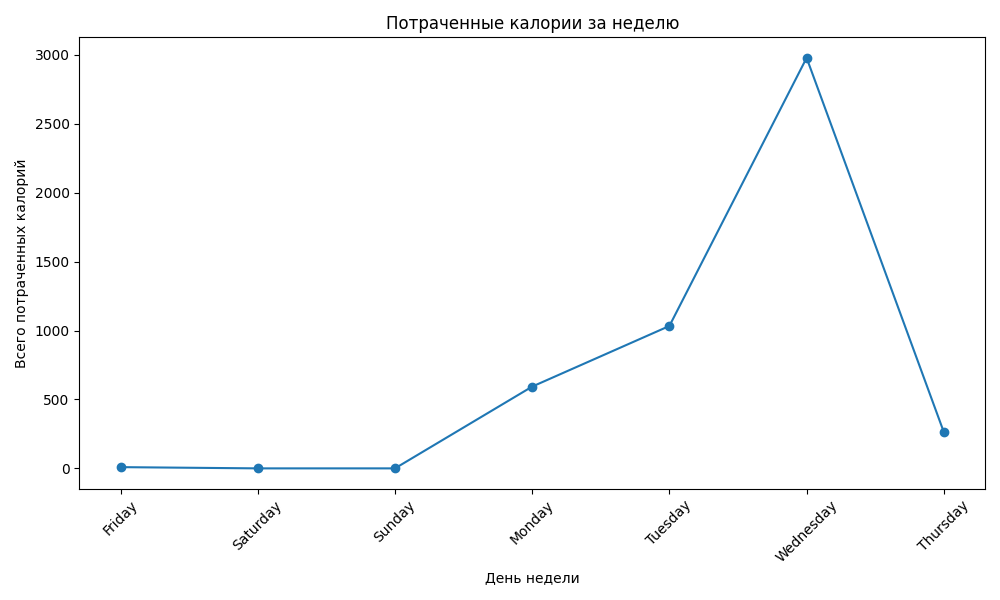 Потраченные калории за неделю
Всего потраченных калорий
3000
2500
2000
1500
1000
500
0
Friday
Saturday
Sunday
Monday
Tuesday
Wednesday
Thursday
День недели